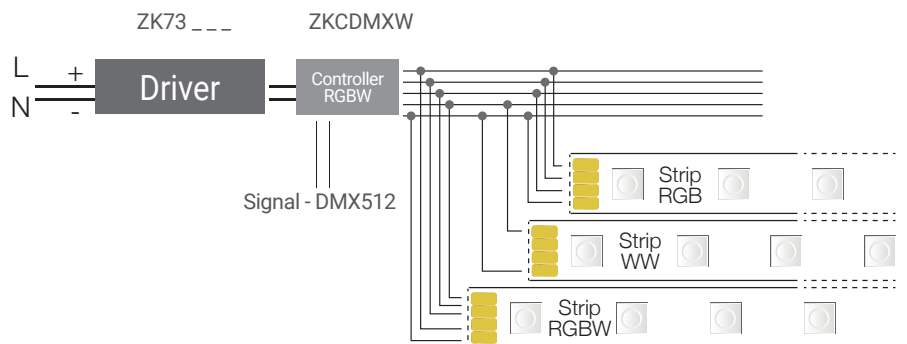 ZK73 _ _ _
ZKCDMXW
L
+
N
-
Driver
Controller
RGBW
Signal - DMX512
Strip
RGB
Strip
WW
Strip
RGBW